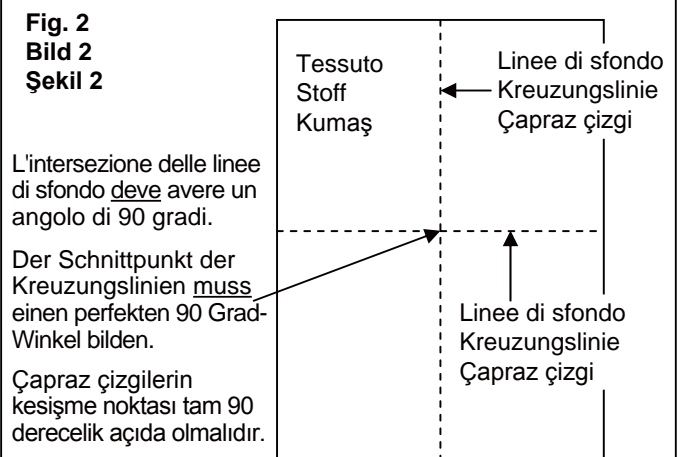 Fig. 2
Bild 2
Şekil 2
Tessuto
Stoff
Kumaş
Linee di sfondo
Kreuzungslinie
Çapraz çizgi
L'intersezione delle linee
di sfondo deve avere un
angolo di 90 gradi.
Der Schnittpunkt der
Kreuzungslinien muss
einen perfekten 90 Grad-
Winkel bilden.
Çapraz çizgilerin
kesişme noktası tam 90
derecelik açıda olmalıdır.
Linee di sfondo
Kreuzungslinie
Çapraz çizgi